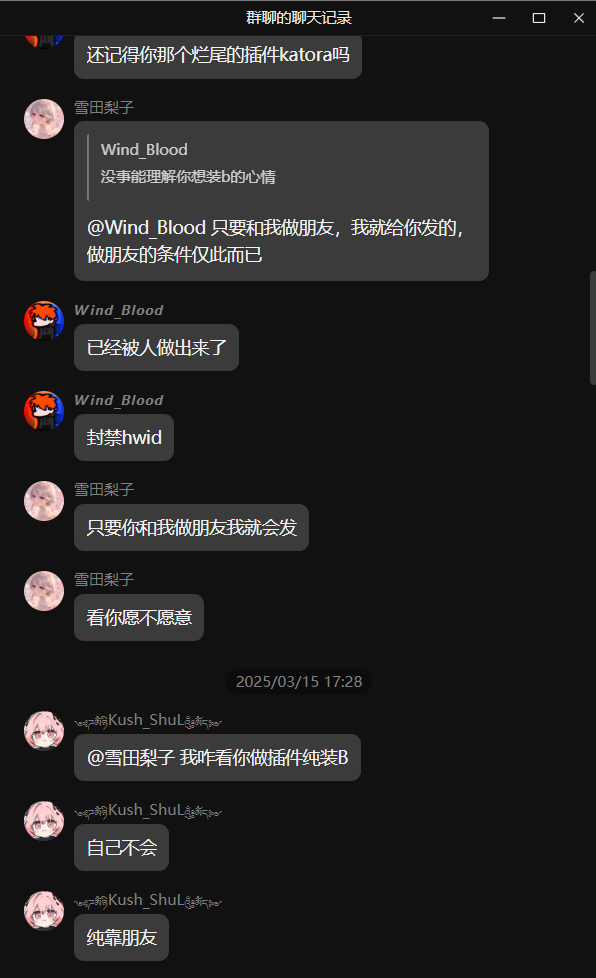 群聊的聊天记录
还记得你那个烂尾的插件katora吗
雪田梨子
Wind_Blood
没事能理解你想装b的心情
@Wind_Blood 只要和我做朋友，我就给你发的，
做朋友的条件仅此而已
Wind_Blood
已经被人做出来了
Wind_Blood
封禁hwid
雪田梨子
只要你和我做朋友我就会发
雪田梨子
看你愿不愿意
2025/03/15 17:28
Kush_ShuL
@雪田梨子 我咋看你做插件纯装B
Kush_ShuL
自己不会
Kush_ShuL
纯靠朋友